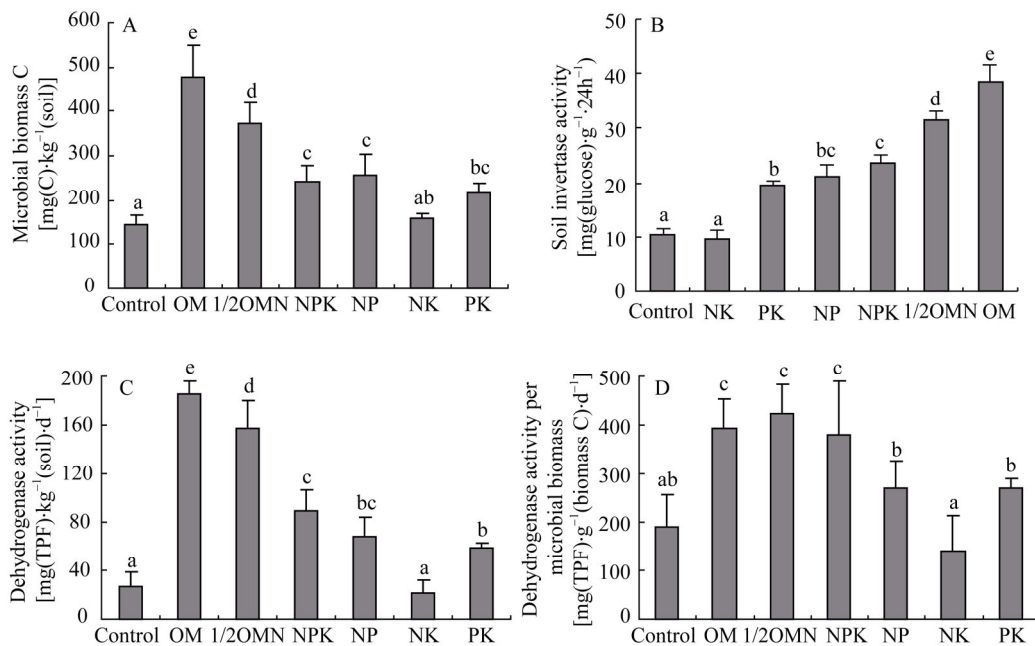 A
Microbial biomass C
[mg(C)·kg⁻¹(soil)]
600
500
400
300
200
100
0
a
e
d
c
c
ab
bc
Control OM 1/2OMN NPK NP NK PK
B
Soil invertase activity
[mg(glucose)·g⁻¹·24h⁻¹)
50
40
30
20
10
0
a
a
b
bc
c
d
e
Control NK PK NP NPK 1/2OMN OM
C
Dehydrogenase activity
[mg(TPF)·kg⁻¹(soil)·d⁻¹]
200
160
120
80
40
0
a
e
d
c
bc
a
b
Control OM 1/2OMN NPK NP NK PK
D
Dehydrogenase activity per
microbial biomass
[mg(TPF)·g⁻¹(biomass C)·d⁻¹]
500
400
300
200
100
0
ab
c
c
c
b
a
b
Control OM 1/2OMN NPK NP NK PK